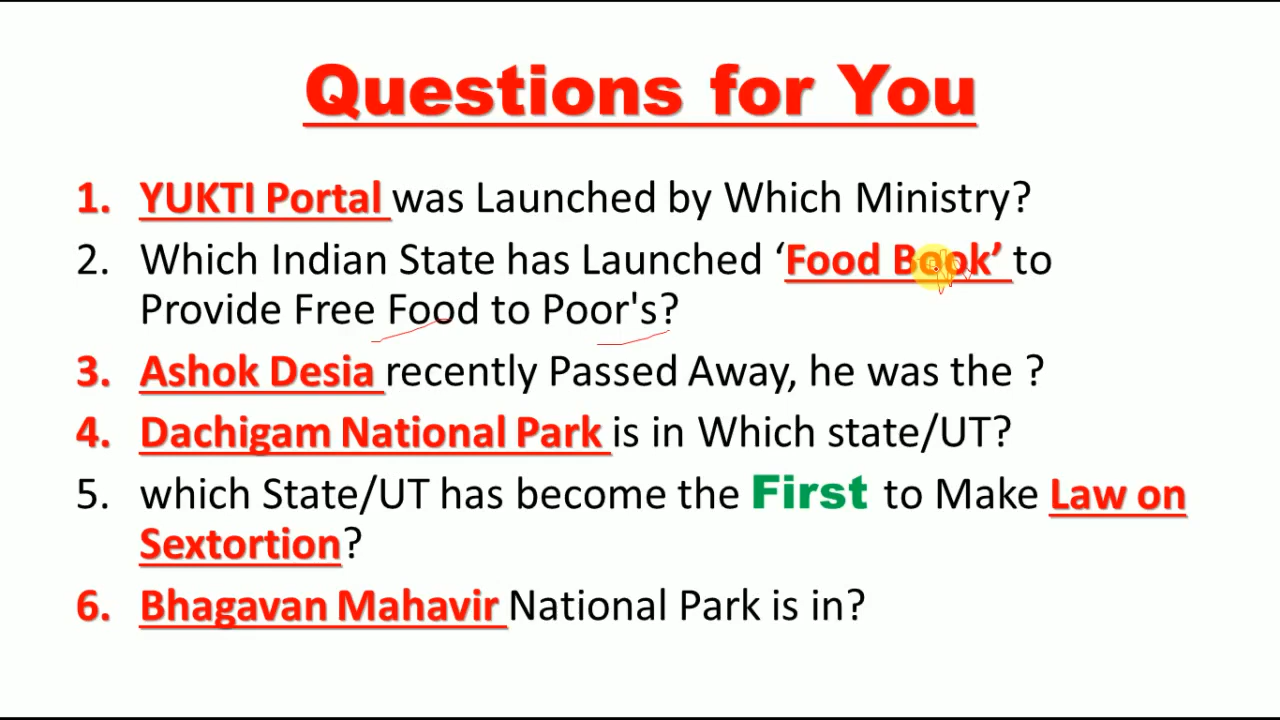 Questions for You
1. YUKTI Portal was Launched by Which Ministry?
2. Which Indian State has Launched ‘Food Book’ to
Provide Free Food to Poor's?
3. Ashok Desia recently Passed Away, he was the ?
4. Dachigam National Park is in Which state/UT?
5. which State/UT has become the First to Make Law on
Sextortion?
6. Bhagavan Mahavir National Park is in?